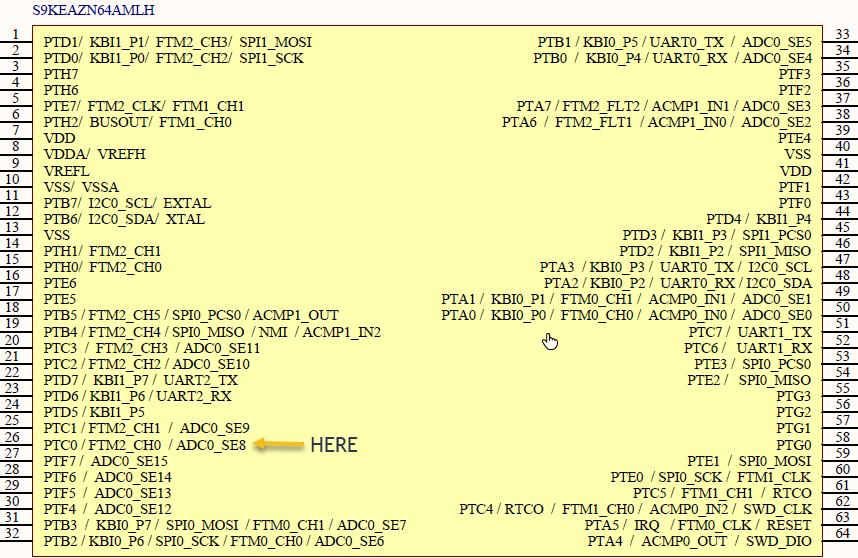 S9KEAZN64AMLH
1 PTD1/ KBI1_P1/ FTM2_CH3/ SPI1_MOSI
2 PTD0/ KBI1_P0/ FTM2_CH2/ SPI1_SCK
3 PTH7
4 PTH6
5 PTE7/ FTM2_CLK/ FTM1_CH1
6 PTH2/ BUSOUT/ FTM1_CH0
7 VDD
8 VDDA/ VREFH
9 VREFL
10 VSS/ VSSA
11 PTB7/ I2C0_SCL/ EXTAL
12 PTB6/ I2C0_SDA/ XTAL
13 VSS
14 PTH1/ FTM2_CH1
15 PTH0/ FTM2_CH0
16 PTE6
17 PTE5
18 PTB5 / FTM2_CH5 / SPI0_PCS0 / ACMP1_OUT
19 PTB4 / FTM2_CH4 / SPI0_MISO / NMI / ACMP1_IN2
20 PTC3 / FTM2_CH3 / ADC0_SE11
21 PTC2 / FTM2_CH2 / ADC0_SE10
22 PTD7 / KBI1_P7 / UART2_TX
23 PTD6 / KBI1_P6 / UART2_RX
24 PTD5 / KBI1_P5
25 PTC1 / FTM2_CH1 / ADC0_SE9
26 PTC0 / FTM2_CH0 / ADC0_SE8 HERE
27 PTF7 / ADC0_SE15
28 PTF6 / ADC0_SE14
29 PTF5 / ADC0_SE13
30 PTF4 / ADC0_SE12
31 PTB3 / KBI0_P7 / SPI0_MOSI / FTM0_CH1 / ADC0_SE7
32 PTB2 / KBI0_P6 / SPI0_SCK / FTM0_CH0 / ADC0_SE6
PTB1 / KBI0_P5 / UART0_TX / ADC0_SE5 33
PTB0 / KBI0_P4 / UART0_RX / ADC0_SE4 34
PTF3 35
PTF2 36
PTA7 / FTM2_FLT2 / ACMP1_IN1 / ADC0_SE3 37
PTA6 / FTM2_FLT1 / ACMP1_IN0 / ADC0_SE2 38
PTE4 39
VSS 40
VDD 41
PTF1 42
PTF0 43
PTD4 / KBI1_P4 44
PTD3 / KBI1_P3 / SPI1_PCS0 45
PTD2 / KBI1_P2 / SPI1_MISO 46
PTA3 / KBI0_P3 / UART0_TX / I2C0_SCL 47
PTA2 / KBI0_P2 / UART0_RX / I2C0_SDA 48
PTA1 / KBI0_P1 / FTM0_CH1 / ACMP0_IN1 / ADC0_SE1 49
PTA0 / KBI0_P0 / FTM0_CH0 / ACMP0_IN0 / ADC0_SE0 50
PTC7 / UART1_TX 51
PTC6 / UART1_RX 52
PTE3 / SPI0_PCS0 53
PTE2 / SPI0_MISO 54
PTG3 55
PTG2 56
PTG1 57
PTG0 58
PTE1 / SPI0_MOSI 59
PTE0 / SPI0_SCK / FTM1_CLK 60
PTC5 / FTM1_CH1 / RTCO 61
PTC4 / RTCO / FTM1_CH0 / ACMP0_IN2 / SWD_CLK 62
PTA5 / IRQ / FTM0_CLK / RESET 63
PTA4 / ACMP0_OUT / SWD_DIO 64